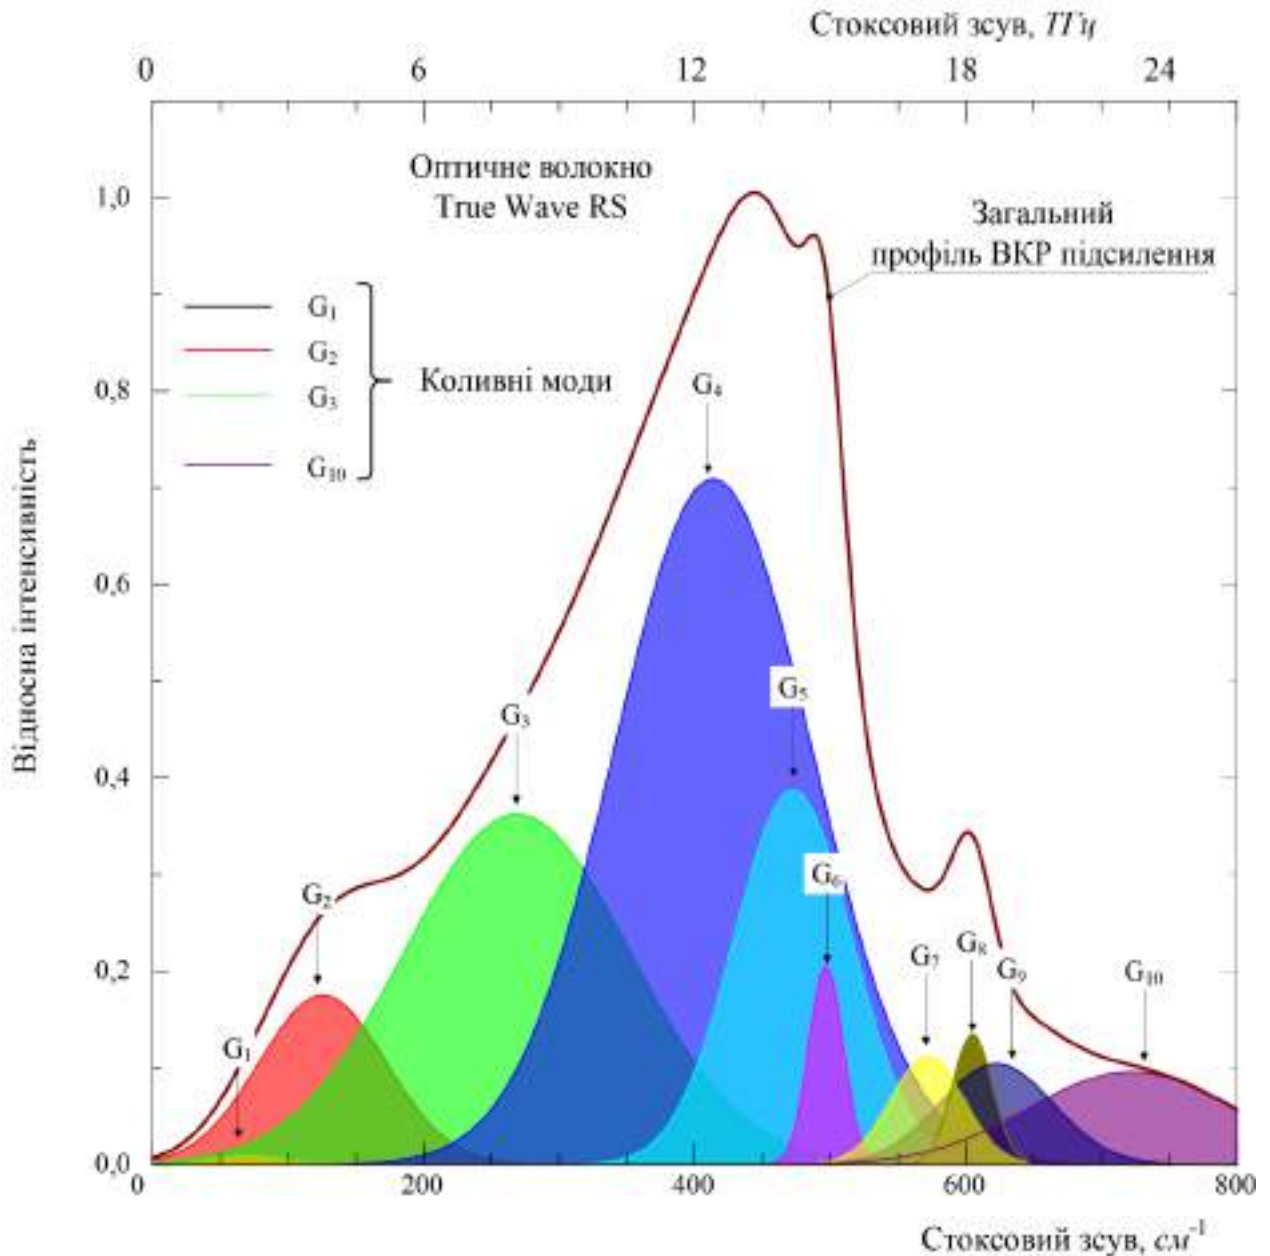 Стоксовий зсув, ТГц
0 6 12 18 24
Оптичне волокно
True Wave RS
Загальний
профіль ВКР підсилення
1,0
0,8
0,6
0,4
0,2
0,0
Відносна інтенсивність
G₁
G₂
G₃
G₁₀
Коливні моди
G₄
G₅
G₃
G₆
G₂
G₈
G₇
G₉
G₁₀
G₁
0 200 400 600 800
Стоксовий зсув, см⁻¹